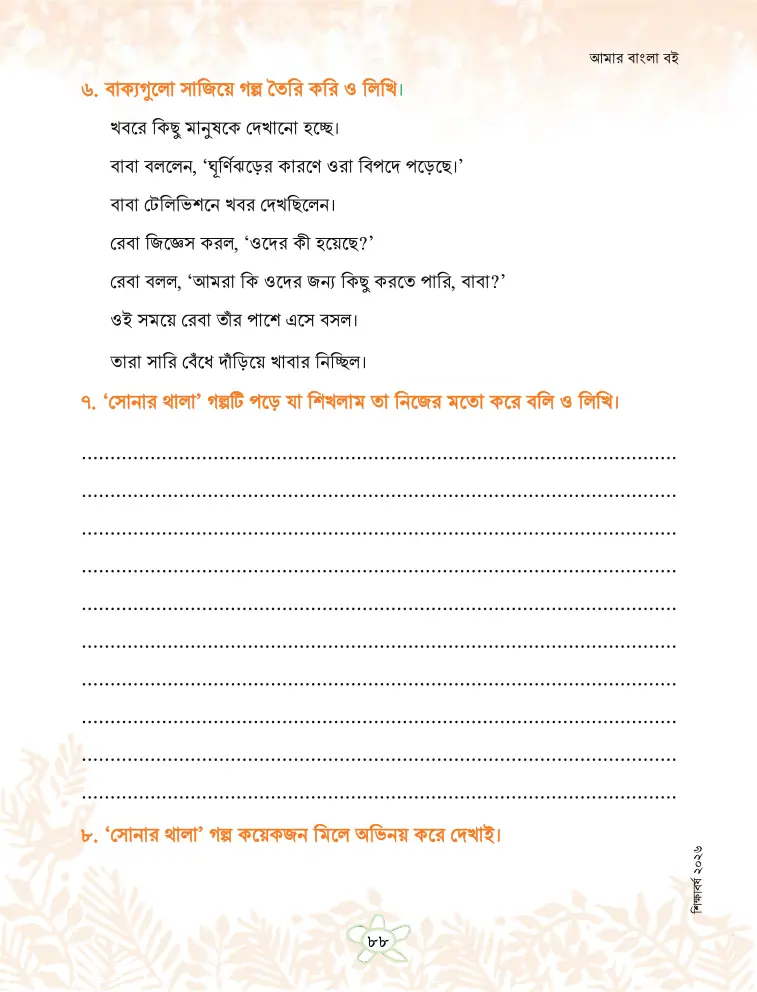 আমার বাংলা বই
৬. বাক্যগুলো সাজিয়ে গল্প তৈরি করি ও লিখি।
খবরে কিছু মানুষকে দেখানো হচ্ছে।
বাবা বললেন, ‘ঘূর্ণিঝড়ের কারণে ওরা বিপদে পড়েছে।’
বাবা টেলিভিশনে খবর দেখছিলেন।
রেবা জিজ্ঞেস করল, ‘ওদের কী হয়েছে?’
রেবা বলল, ‘আমরা কি ওদের জন্য কিছু করতে পারি, বাবা?’
ওই সময়ে রেবা তাঁর পাশে এসে বসল।
তারা সারি বেঁধে দাঁড়িয়ে খাবার নিচ্ছিল।
৭. ‘সোনার থালা’ গল্পটি পড়ে যা শিখলাম তা নিজের মতো করে বলি ও লিখি।
৮. ‘সোনার থালা’ গল্প কয়েকজন মিলে অভিনয় করে দেখাই।
শিক্ষাবর্ষ ২০২৬
৮৮